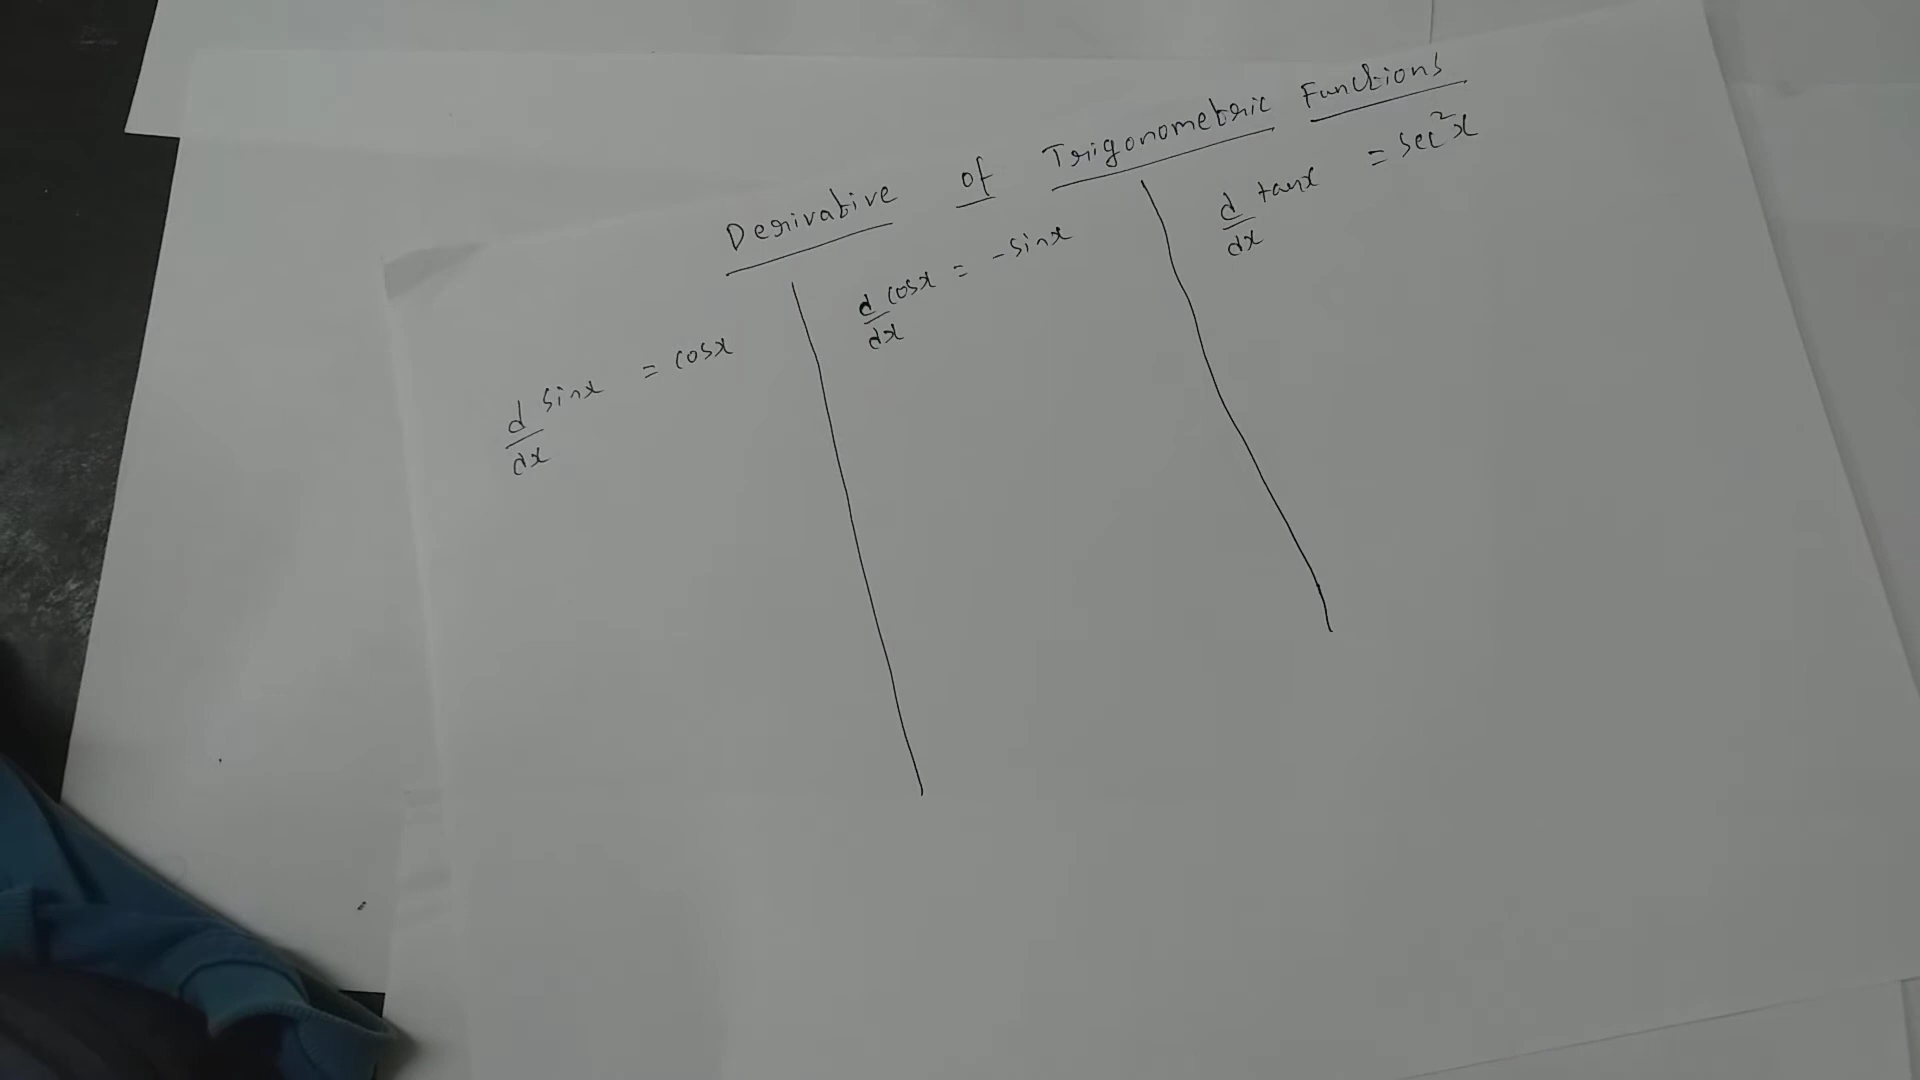 Derivative of Trigonometric Functions
d/dx sinx = cosx
d/dx cosx = -sinx
d/dx tanx = sec²x